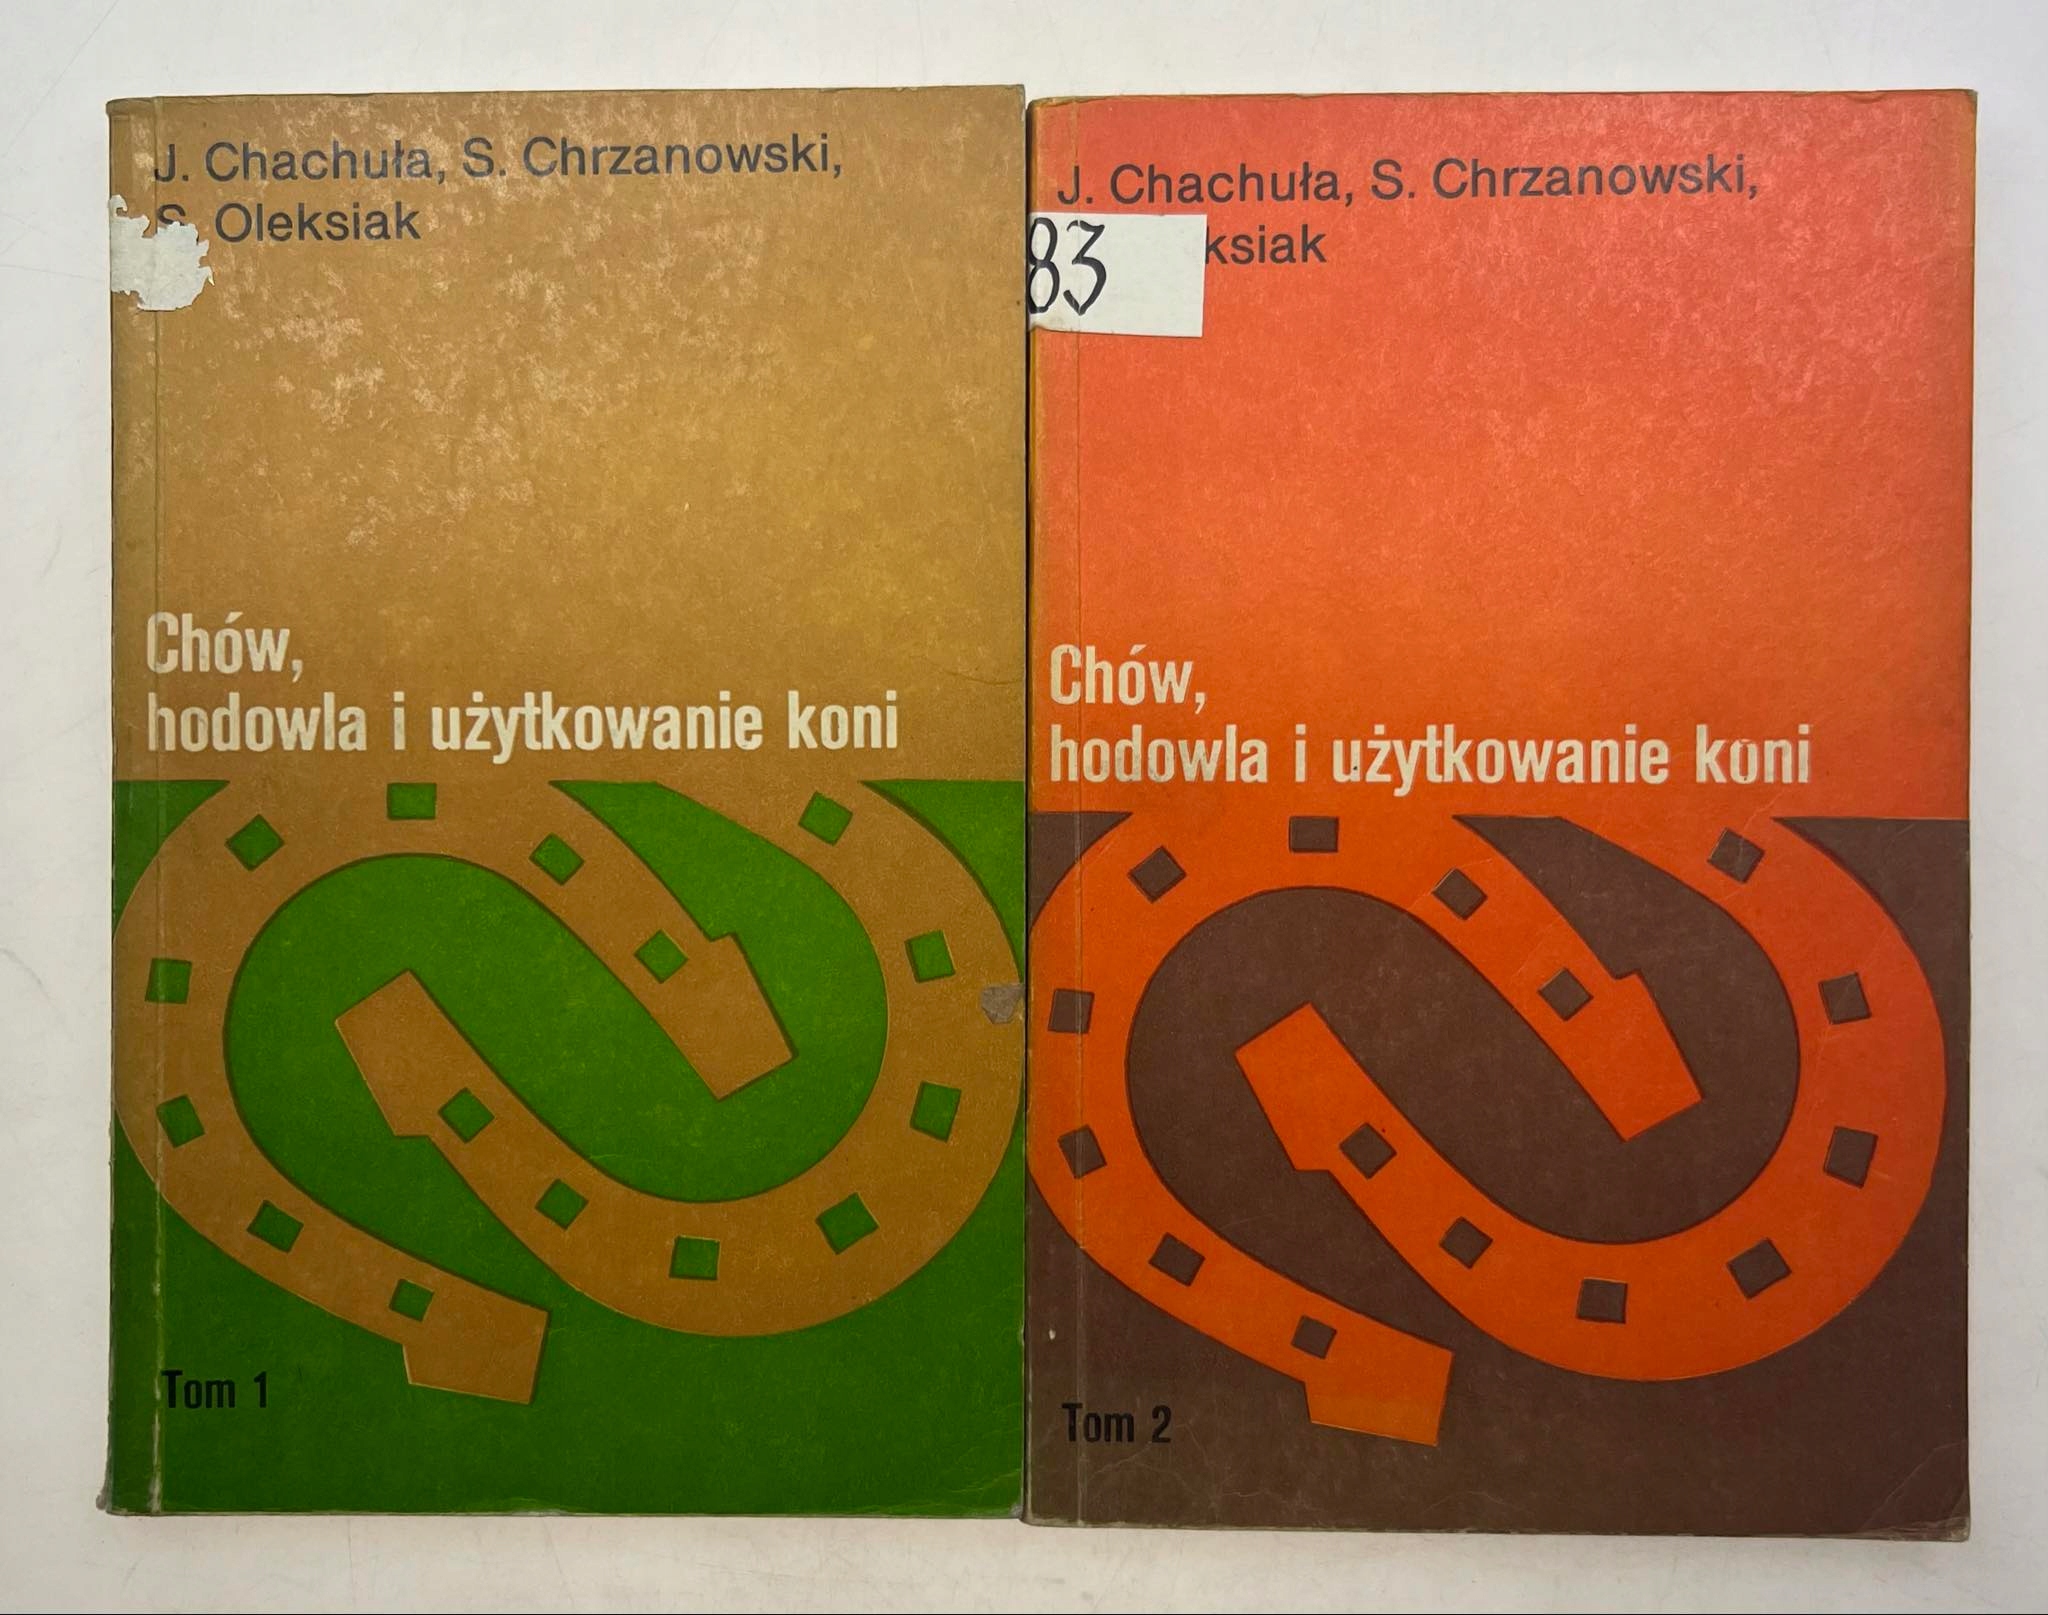 J. Chachuła, S. Chrzanowski,
S. Oleksiak
Chów,
hodowla i użytkowanie koni
Tom 1
J. Chachuła, S. Chrzanowski,
ksiak
83
Chów,
hodowla i użytkowanie koni
Tom 2